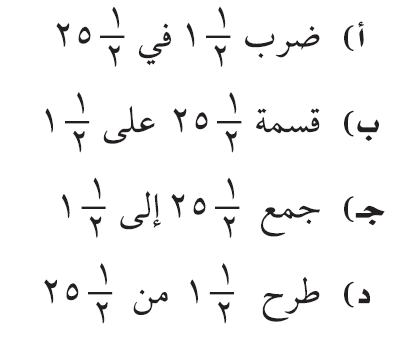 أ) ضرب ١ ١/٢ في ٢٥ ١/٢
ب) قسمة ٢٥ ١/٢ على ١ ١/٢
جـ) جمع ٢٥ ١/٢ إلى ١ ١/٢
د) طرح ١ ١/٢ من ٢٥ ١/٢